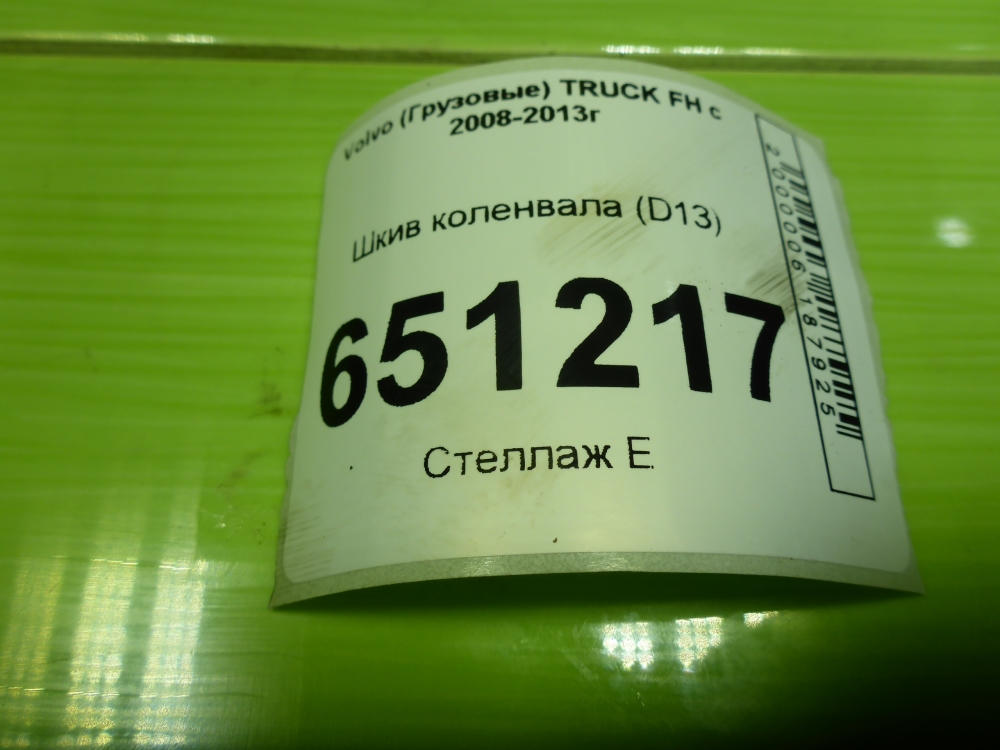 Volvo (Грузовые) TRUCK FH с
2008-2013г
Шкив коленвала (D13)
651217
Стеллаж Е
2000006187925